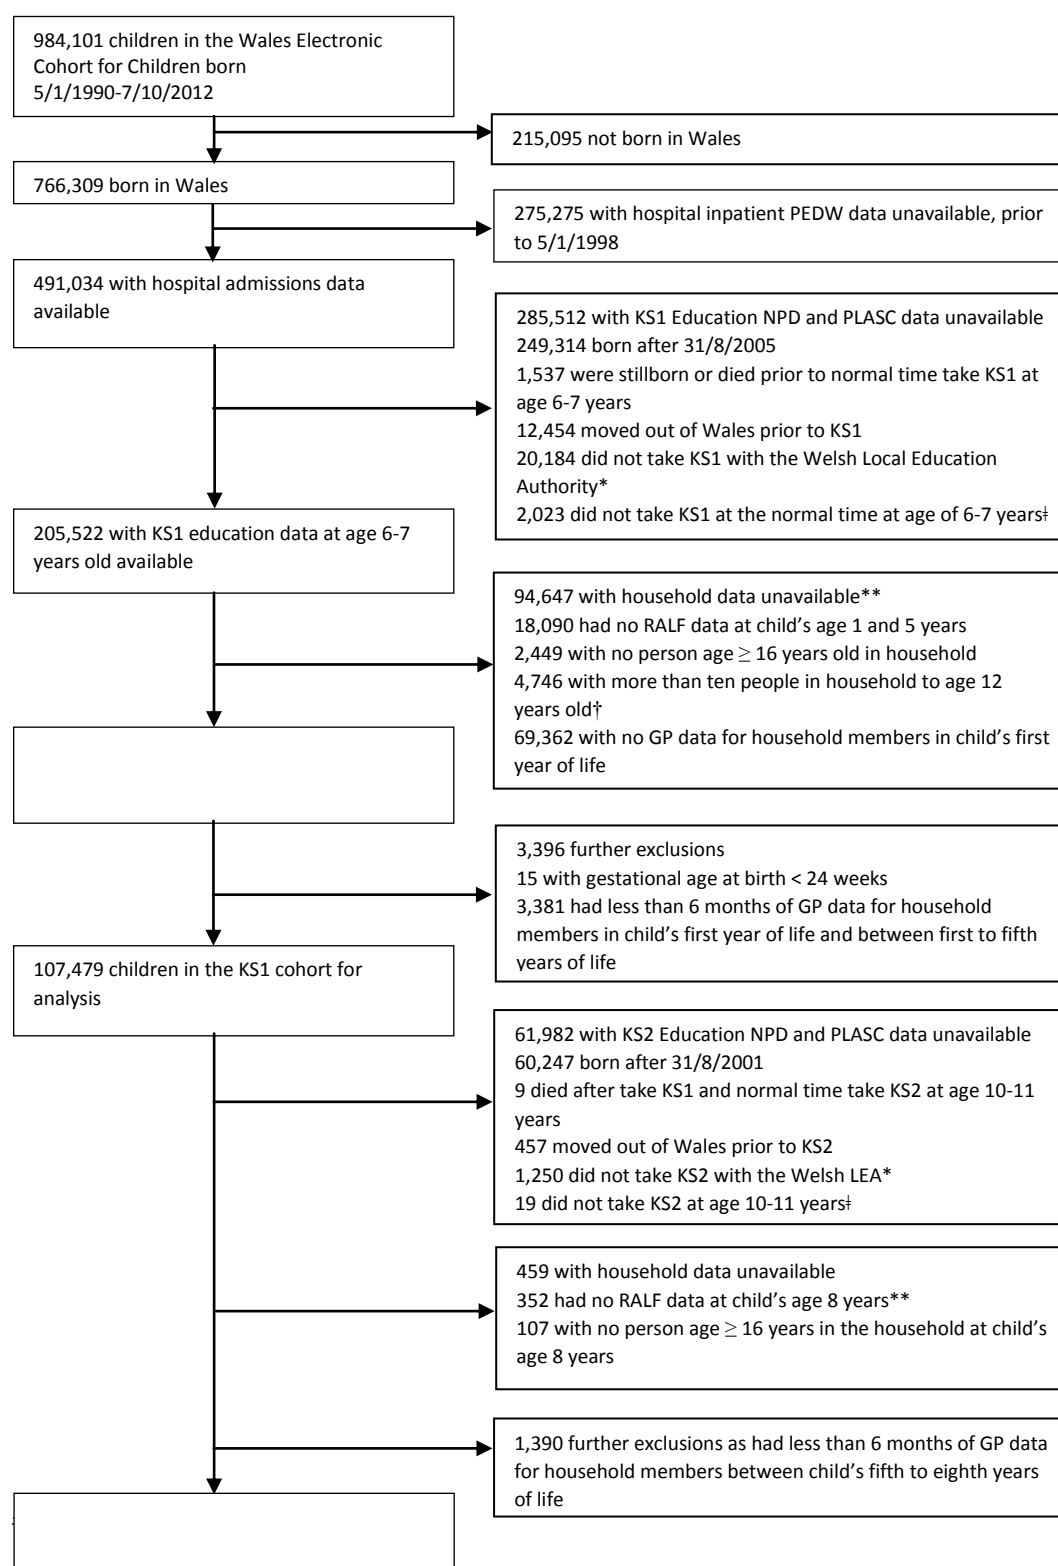 984,101 children in the Wales Electronic
Cohort for Children born
5/1/1990-7/10/2012
215,095 not born in Wales
766,309 born in Wales
275,275 with hospital inpatient PEDW data unavailable, prior
to 5/1/1998
491,034 with hospital admissions data
available
285,512 with KS1 Education NPD and PLASC data unavailable
249,314 born after 31/8/2005
1,537 were stillborn or died prior to normal time take KS1 at
age 6-7 years
12,454 moved out of Wales prior to KS1
20,184 did not take KS1 with the Welsh Local Education
Authority*
2,023 did not take KS1 at the normal time at age of 6-7 yearsǂ
205,522 with KS1 education data at age 6-7
years old available
94,647 with household data unavailable**
18,090 had no RALF data at child’s age 1 and 5 years
2,449 with no person age ≥ 16 years old in household
4,746 with more than ten people in household to age 12
years old†
69,362 with no GP data for household members in child’s first
year of life
3,396 further exclusions
15 with gestational age at birth < 24 weeks
3,381 had less than 6 months of GP data for household
members in child’s first year of life and between first to fifth
years of life
107,479 children in the KS1 cohort for
analysis
61,982 with KS2 Education NPD and PLASC data unavailable
60,247 born after 31/8/2001
9 died after take KS1 and normal time take KS2 at age 10-11
years
457 moved out of Wales prior to KS2
1,250 did not take KS2 with the Welsh LEA*
19 did not take KS2 at age 10-11 yearsǂ
459 with household data unavailable
352 had no RALF data at child’s age 8 years**
107 with no person age ≥ 16 years in the household at child’s
age 8 years
1,390 further exclusions as had less than 6 months of GP data
for household members between child’s fifth to eighth years
of life